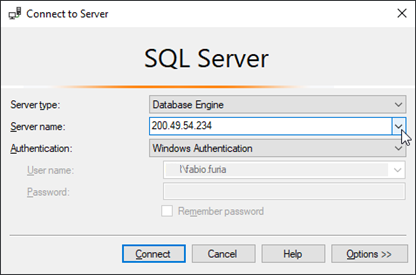 Connect to Server
SQL Server
Server type: Database Engine
Server name: 200.49.54.234
Authentication: Windows Authentication
User name: l\fabio.furia
Password:
Remember password
Connect Cancel Help Options >>